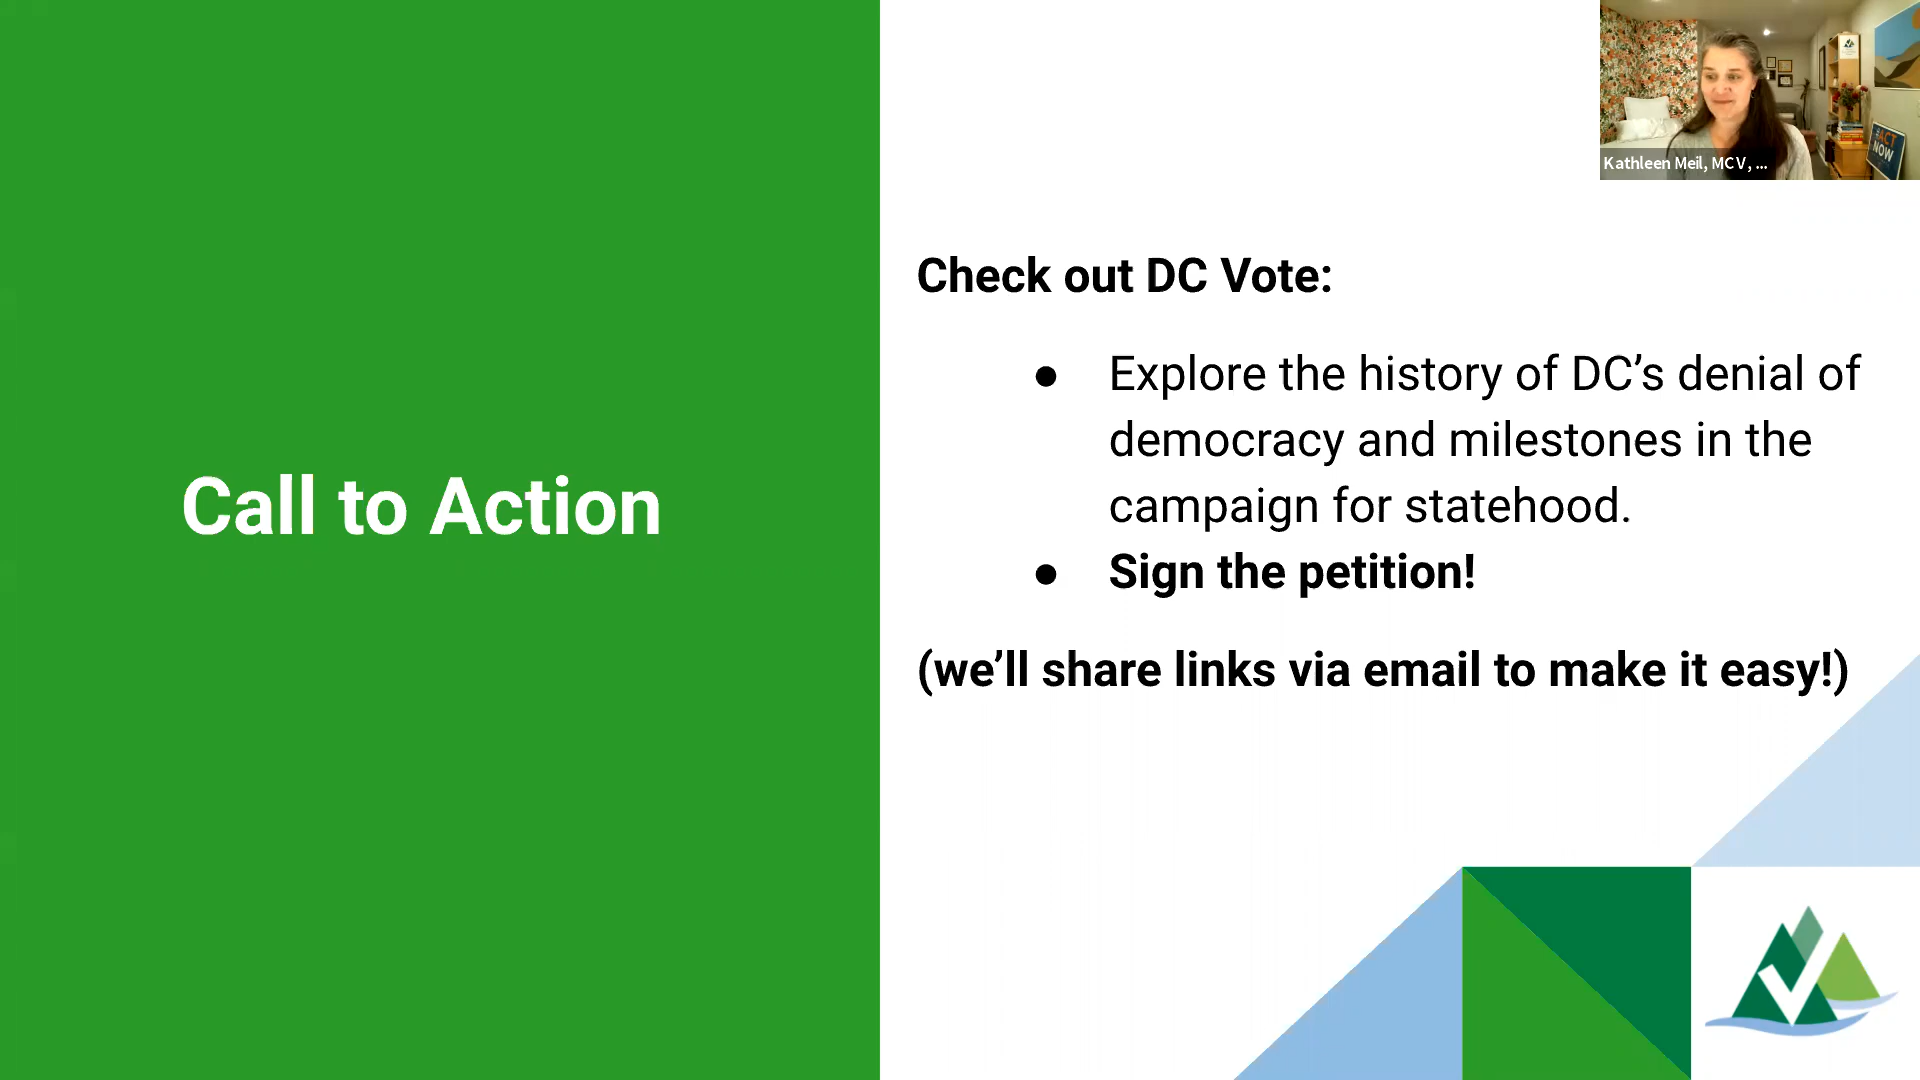 Kathleen Meil, MCV, ...
ACT
NOW
Call to Action
Check out DC Vote:
● Explore the history of DC’s denial of
democracy and milestones in the
campaign for statehood.
● Sign the petition!
(we’ll share links via email to make it easy!)